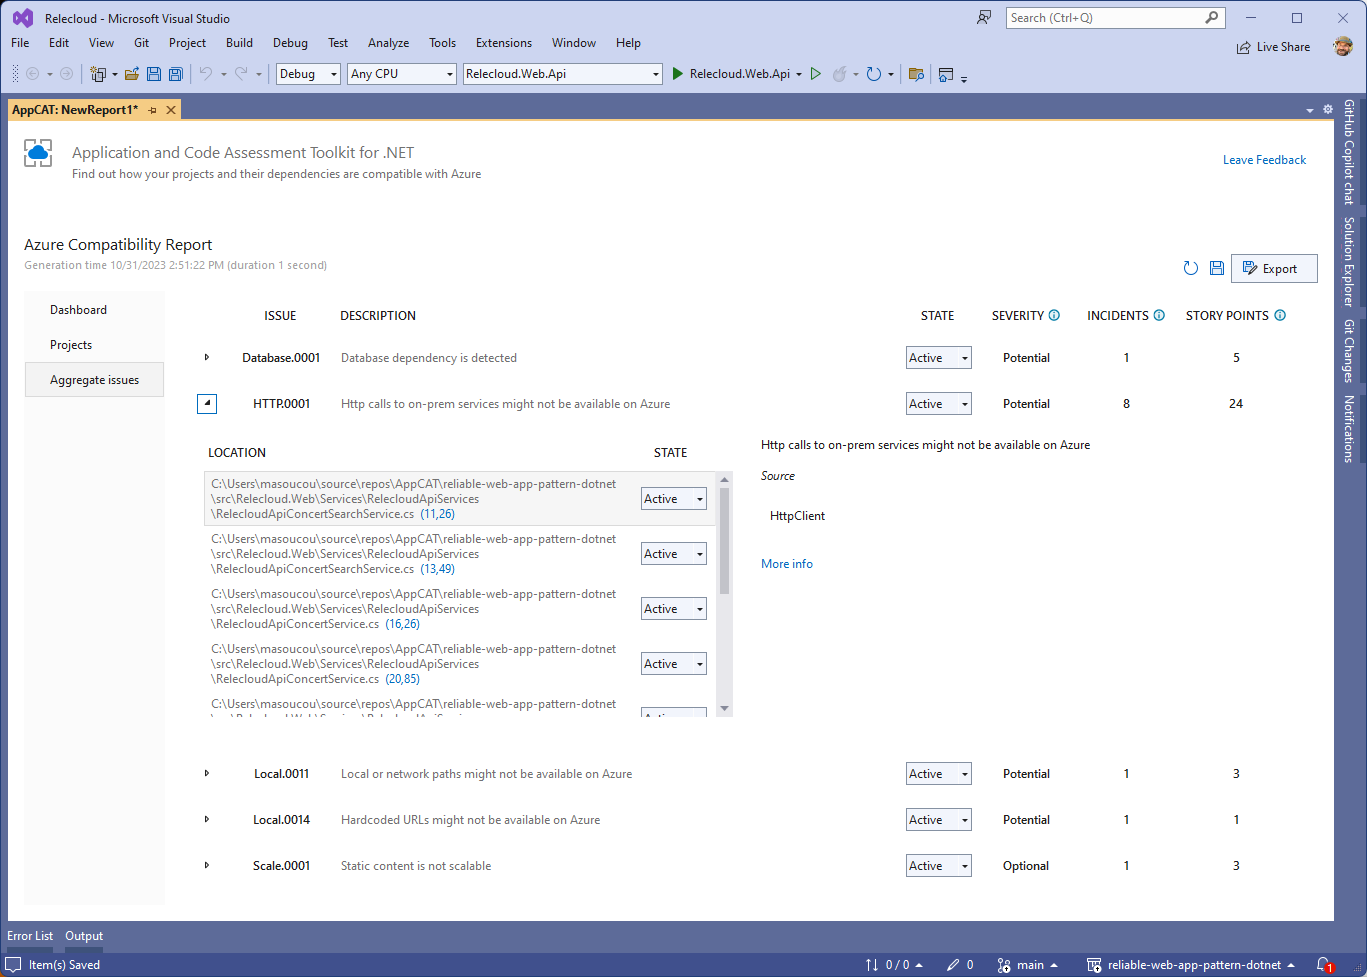 Relecloud - Microsoft Visual Studio
Search (Ctrl+Q)
File Edit View Git Project Build Debug Test Analyze Tools Extensions Window Help
Live Share
Debug Any CPU Relecloud.Web.Api Relecloud.Web.Api
AppCAT: NewReport1*
Application and Code Assessment Toolkit for .NET
Find out how your projects and their dependencies are compatible with Azure
Leave Feedback
Azure Compatibility Report
Generation time 10/31/2023 2:51:22 PM (duration 1 second)
Export
Dashboard
Projects
Aggregate issues
ISSUE DESCRIPTION STATE SEVERITY INCIDENTS STORY POINTS
Database.0001 Database dependency is detected Active Potential 1 5
HTTP.0001 Http calls to on-prem services might not be available on Azure Active Potential 8 24
LOCATION STATE
C:\Users\masoucou\source\repos\AppCAT\reliable-web-app-pattern-dotnet
\src\Relecloud.Web\Services\RelecloudApiServices
\RelecloudApiConcertSearchService.cs (11,26)
Active
C:\Users\masoucou\source\repos\AppCAT\reliable-web-app-pattern-dotnet
\src\Relecloud.Web\Services\RelecloudApiServices
\RelecloudApiConcertSearchService.cs (13,49)
Active
C:\Users\masoucou\source\repos\AppCAT\reliable-web-app-pattern-dotnet
\src\Relecloud.Web\Services\RelecloudApiServices
\RelecloudApiConcertService.cs (16,26)
Active
C:\Users\masoucou\source\repos\AppCAT\reliable-web-app-pattern-dotnet
\src\Relecloud.Web\Services\RelecloudApiServices
\RelecloudApiConcertService.cs (20,85)
Active
C:\Users\masoucou\source\repos\AppCAT\reliable-web-app-pattern-dotnet
Http calls to on-prem services might not be available on Azure
Source
HttpClient
More info
Local.0011 Local or network paths might not be available on Azure Active Potential 1 3
Local.0014 Hardcoded URLs might not be available on Azure Active Potential 1 1
Scale.0001 Static content is not scalable Active Optional 1 3
GitHub Copilot chat
Solution Explorer
Git Changes
Notifications
Error List Output
Item(s) Saved 0 / 0 0 main reliable-web-app-pattern-dotnet 1